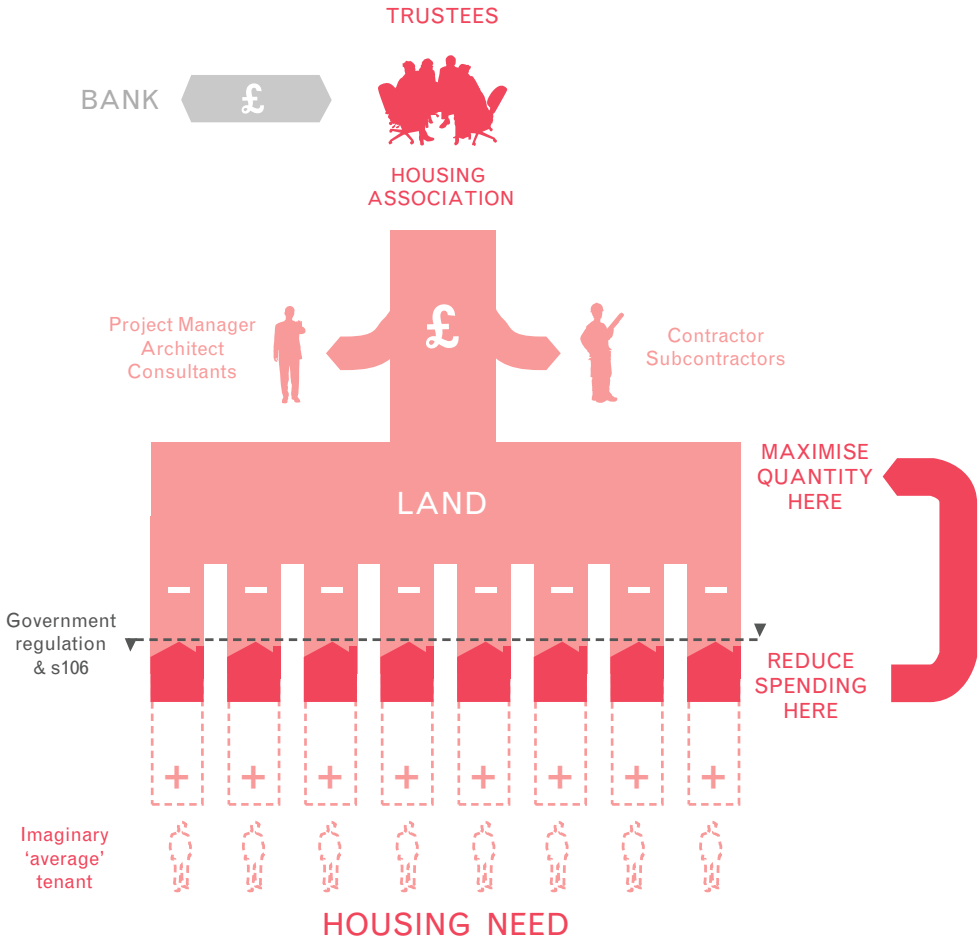 TRUSTEES
BANK
£
HOUSING
ASSOCIATION
£
Project Manager
Architect
Consultants
Contractor
Subcontractors
MAXIMISE
QUANTITY
HERE
LAND
Government
regulation
& s106
REDUCE
SPENDING
HERE
+ + + + + + + +
Imaginary
‘average’
tenant
HOUSING NEED